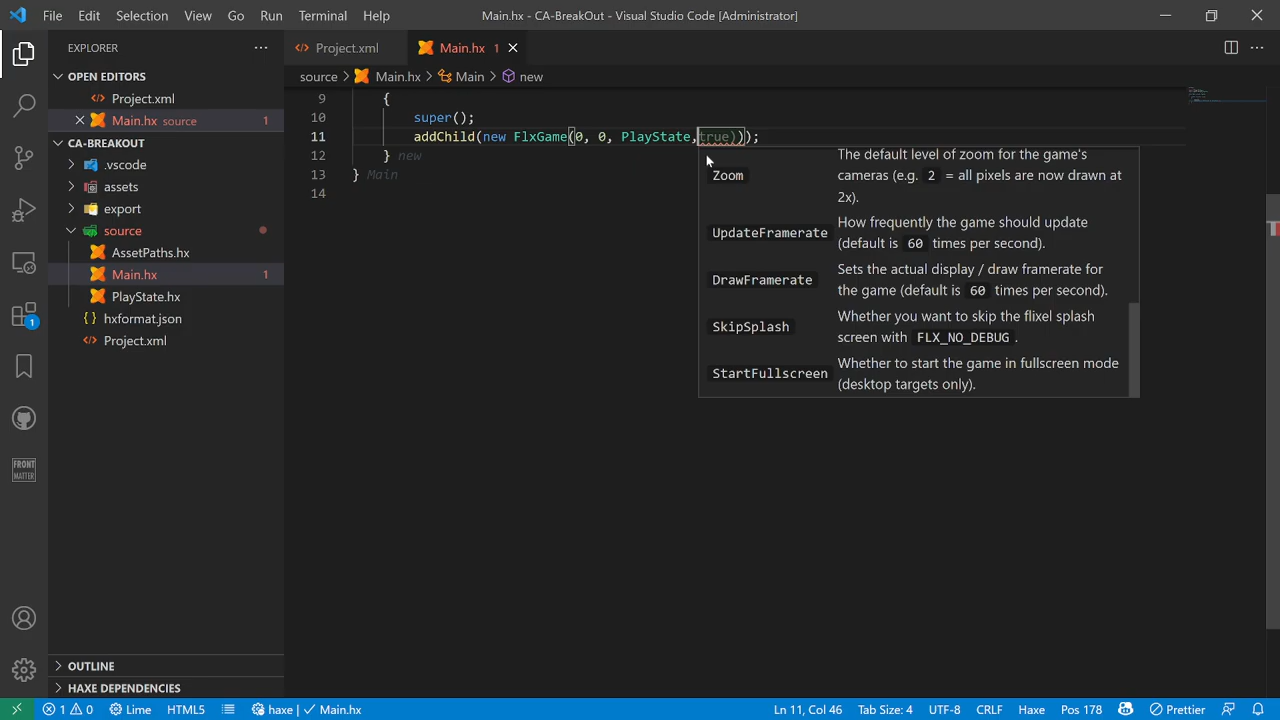 File Edit Selection View Go Run Terminal Help
Main.hx - CA-BreakOut - Visual Studio Code [Administrator]
EXPLORER
OPEN EDITORS
Project.xml
Main.hx source 1
CA-BREAKOUT
.vscode
assets
export
source
AssetPaths.hx
Main.hx 1
PlayState.hx
hxformat.json
Project.xml
OUTLINE
HAXE DEPENDENCIES
1
FRONT
MATTER
Project.xml Main.hx 1
source > Main.hx > Main > new
9 {
10 super();
11 addChild(new FlxGame(0, 0, PlayState,true));
12 } new
13 } Main
14
Zoom The default level of zoom for the game's
cameras (e.g. 2 = all pixels are now drawn at
2x).
UpdateFramerate How frequently the game should update
(default is 60 times per second).
DrawFramerate Sets the actual display / draw framerate for
the game (default is 60 times per second).
SkipSplash Whether you want to skip the flixel splash
screen with FLX_NO_DEBUG .
StartFullscreen Whether to start the game in fullscreen mode
(desktop targets only).
1 0 Lime HTML5 haxe | Main.hx Ln 11, Col 46 Tab Size: 4 UTF-8 CRLF Haxe Pos 178 Prettier